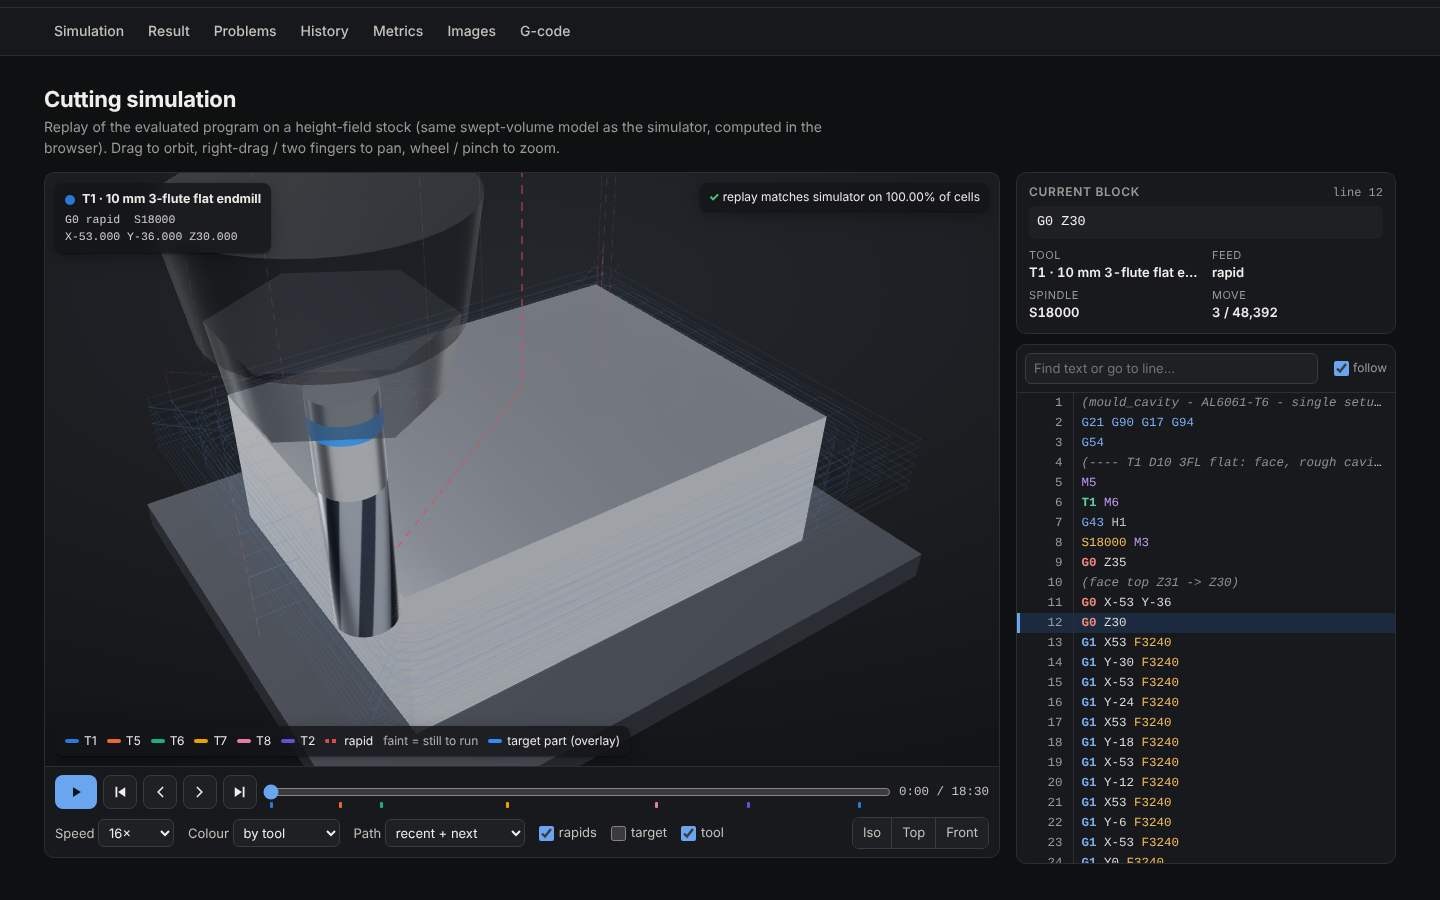 Simulation Result Problems History Metrics Images G-code
Cutting simulation
Replay of the evaluated program on a height-field stock (same swept-volume model as the simulator, computed in the
browser). Drag to orbit, right-drag / two fingers to pan, wheel / pinch to zoom.
T1 · 10 mm 3-flute flat endmill
G0 rapid S18000
X-53.000 Y-36.000 Z30.000
✓ replay matches simulator on 100.00% of cells
T1 T5 T6 T7 T8 T2 rapid faint = still to run target part (overlay)
0:00 / 18:30
Speed 16× Colour by tool Path recent + next rapids target tool Iso Top Front
CURRENT BLOCK line 12
G0 Z30
TOOL FEED
T1 · 10 mm 3-flute flat e… rapid
SPINDLE MOVE
S18000 3 / 48,392
Find text or go to line… follow
1 (mould_cavity - AL6061-T6 - single setu…
2 G21 G90 G17 G94
3 G54
4 (---- T1 D10 3FL flat: face, rough cavi…
5 M5
6 T1 M6
7 G43 H1
8 S18000 M3
9 G0 Z35
10 (face top Z31 -> Z30)
11 G0 X-53 Y-36
12 G0 Z30
13 G1 X53 F3240
14 G1 Y-30 F3240
15 G1 X-53 F3240
16 G1 Y-24 F3240
17 G1 X53 F3240
18 G1 Y-18 F3240
19 G1 X-53 F3240
20 G1 Y-12 F3240
21 G1 X53 F3240
22 G1 Y-6 F3240
23 G1 X-53 F3240
24 G1 Y0 F3240